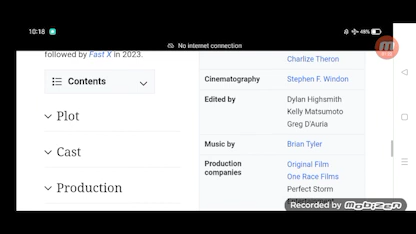 10:18
48%
No internet connection
followed by Fast X in 2023.
Contents
Plot
Cast
Production
Charlize Theron
Cinematography Stephen F. Windon
Edited by Dylan Highsmith
Kelly Matsumoto
Greg D'Auria
Music by Brian Tyler
Production Original Film
companies One Race Films
Perfect Storm
Recorded by Mobizen